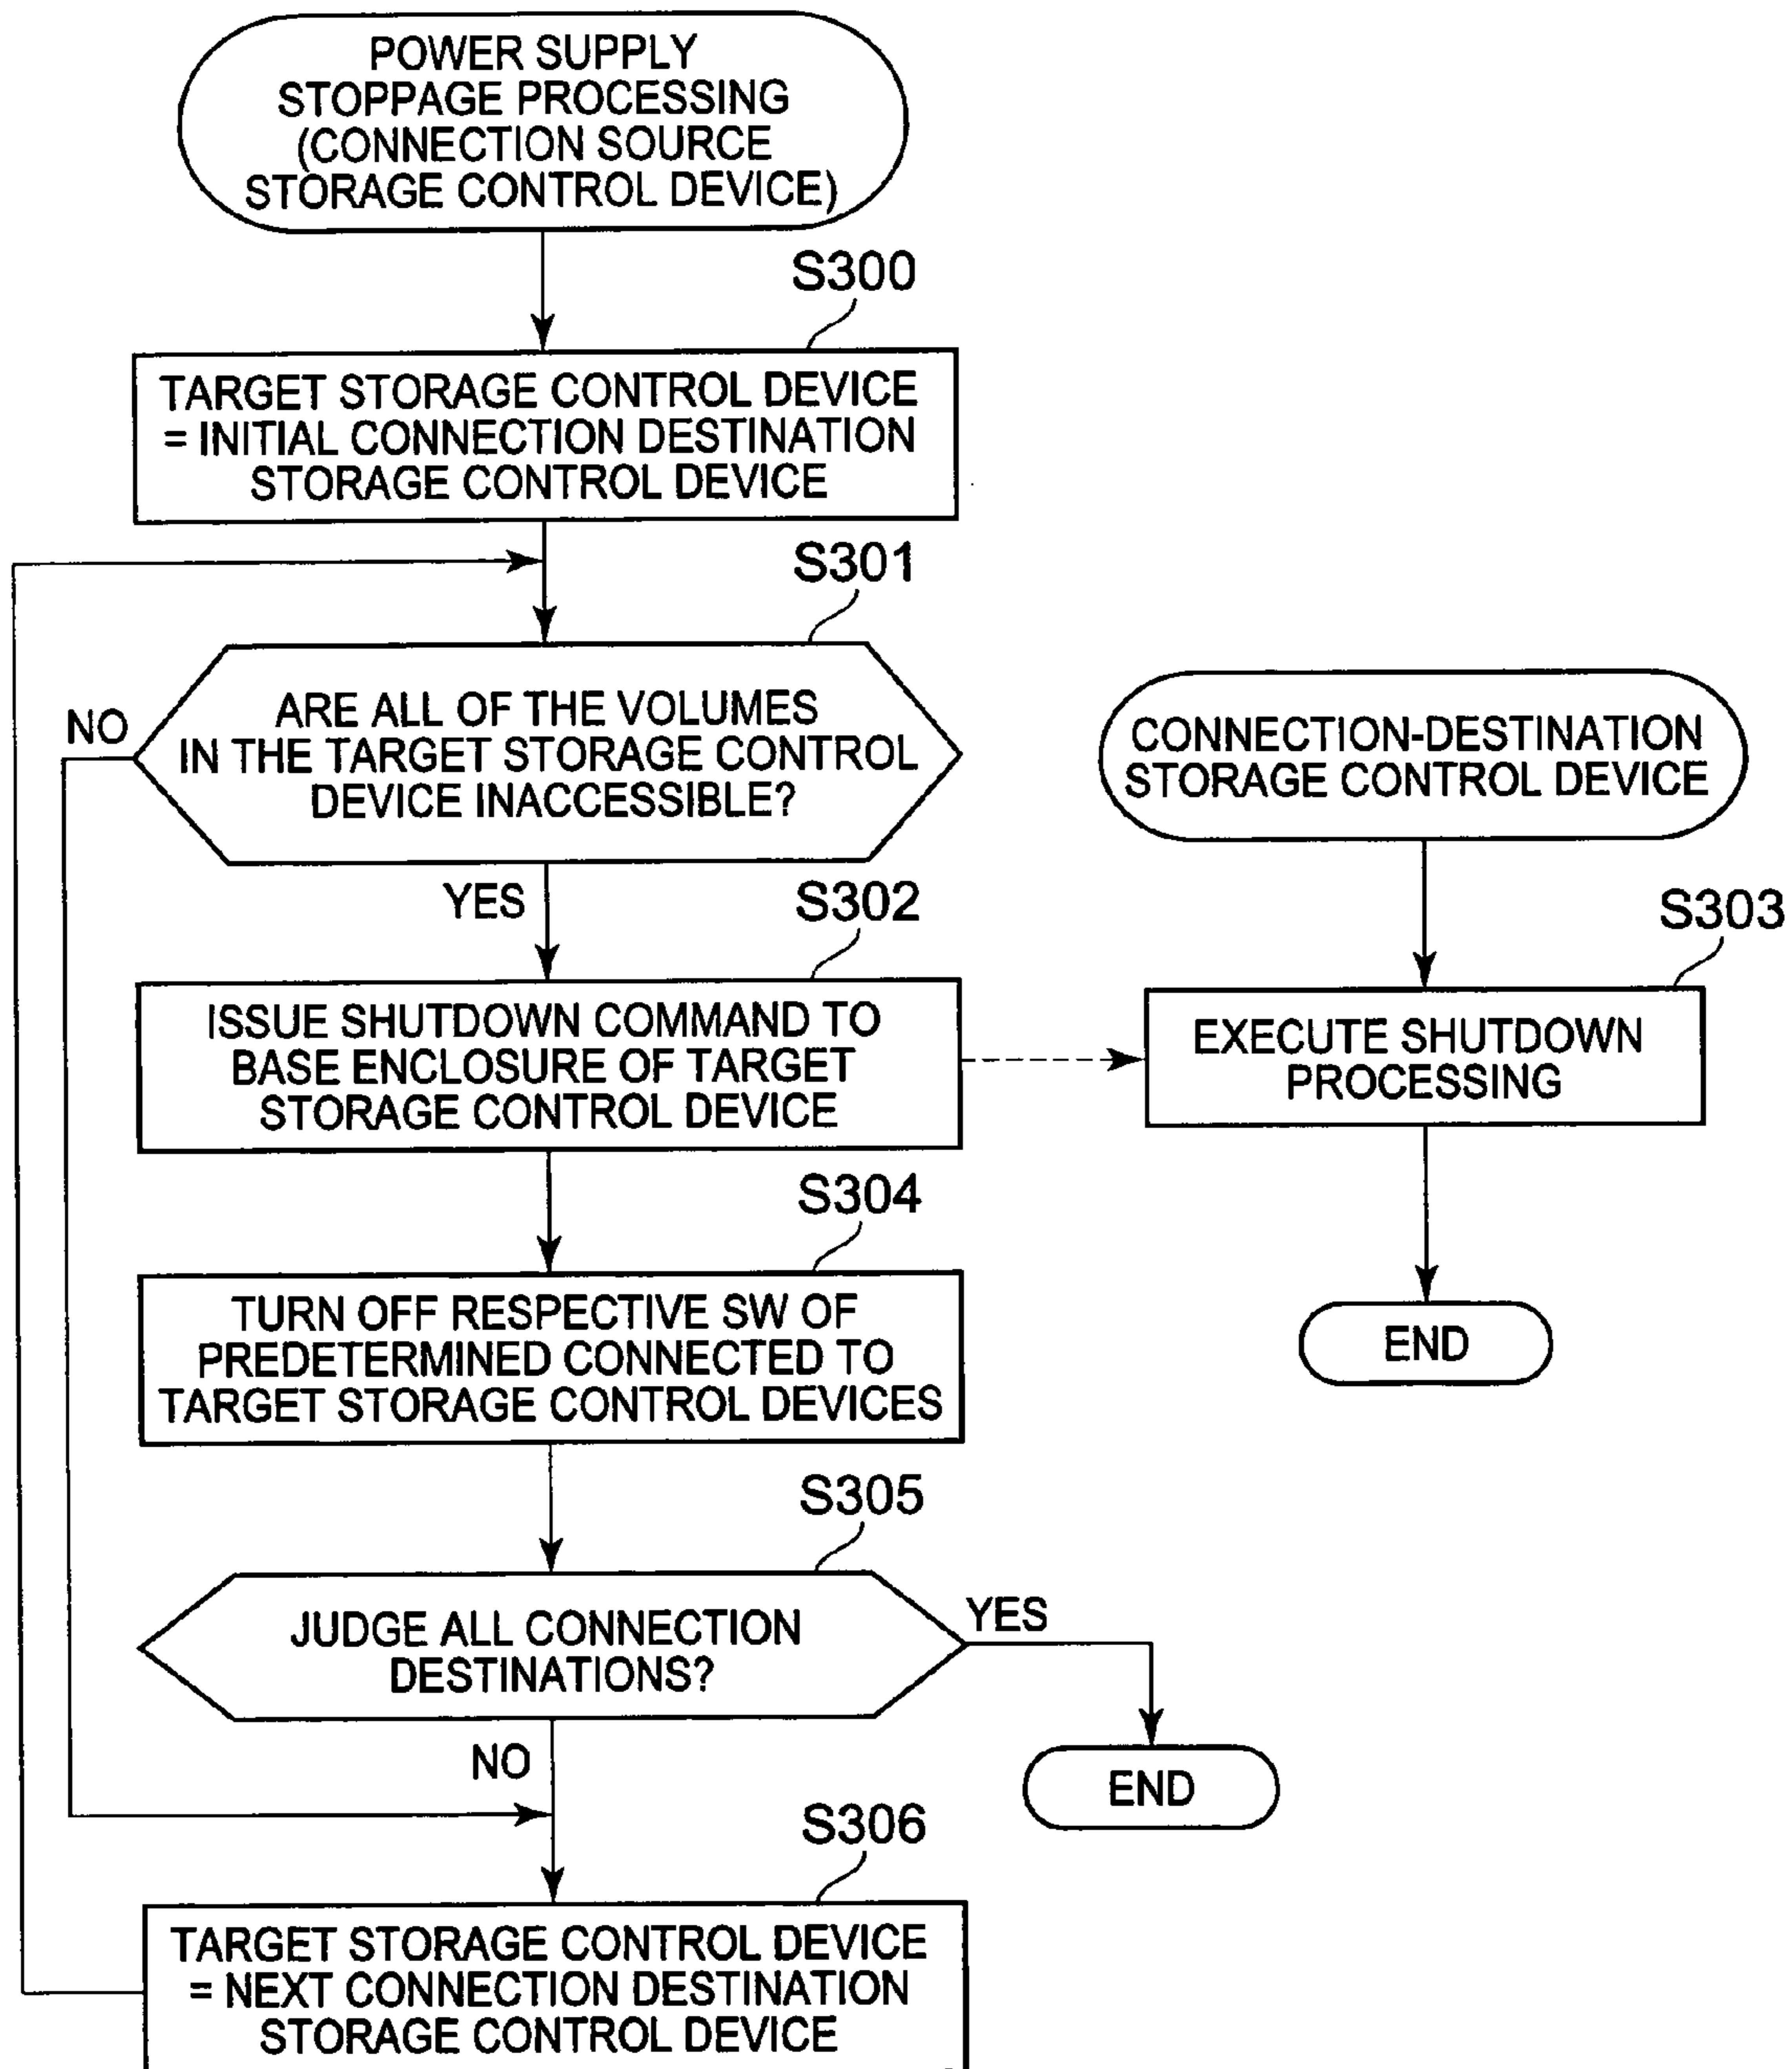 POWER SUPPLY
STOPPAGE PROCESSING
(CONNECTION SOURCE
STORAGE CONTROL DEVICE)
S300
TARGET STORAGE CONTROL DEVICE
= INITIAL CONNECTION DESTINATION
STORAGE CONTROL DEVICE
S301
NO
ARE ALL OF THE VOLUMES
IN THE TARGET STORAGE CONTROL
DEVICE INACCESSIBLE?
YES
CONNECTION-DESTINATION
STORAGE CONTROL DEVICE
S302
ISSUE SHUTDOWN COMMAND TO
BASE ENCLOSURE OF TARGET
STORAGE CONTROL DEVICE
S303
EXECUTE SHUTDOWN
PROCESSING
END
S304
TURN OFF RESPECTIVE SW OF
PREDETERMINED CONNECTED TO
TARGET STORAGE CONTROL DEVICES
S305
JUDGE ALL CONNECTION
DESTINATIONS?
YES
END
NO
S306
TARGET STORAGE CONTROL DEVICE
= NEXT CONNECTION DESTINATION
STORAGE CONTROL DEVICE